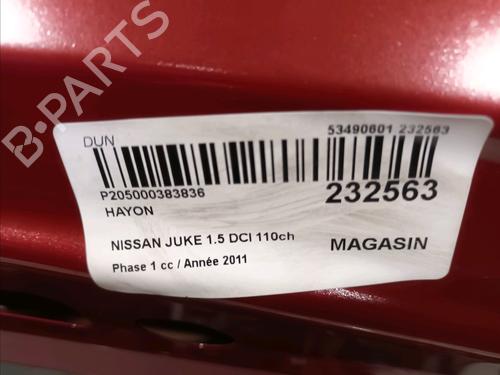 B-PARTS
DUN
53490601 232563
P205000383836
232563
HAYON
NISSAN JUKE 1.5 DCI 110ch
MAGASIN
Phase 1 cc / Année 2011